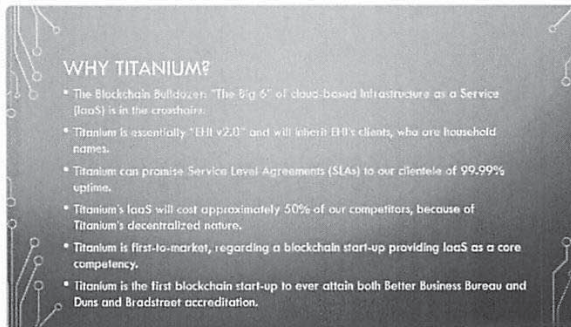 WHY TITANIUM?
• The Blockchain Bulldozer: "The Big 6" of cloud-based Infrastructure as a Service
(IaaS) is in the crosshairs.
• Titanium is essentially "EHI v2.0" and will inherit EHI's clients, who are household
names.
• Titanium can promise Service Level Agreements (SLAs) to our clientele of 99.99%
uptime.
• Titanium's IaaS will cost approximately 50% of our competitors, because of
Titanium's decentralized nature.
• Titanium is first-to-market, regarding a blockchain start-up providing IaaS as a core
competency.
• Titanium is the first blockchain start-up to ever attain both Better Business Bureau and
Duns and Bradstreet accreditation.